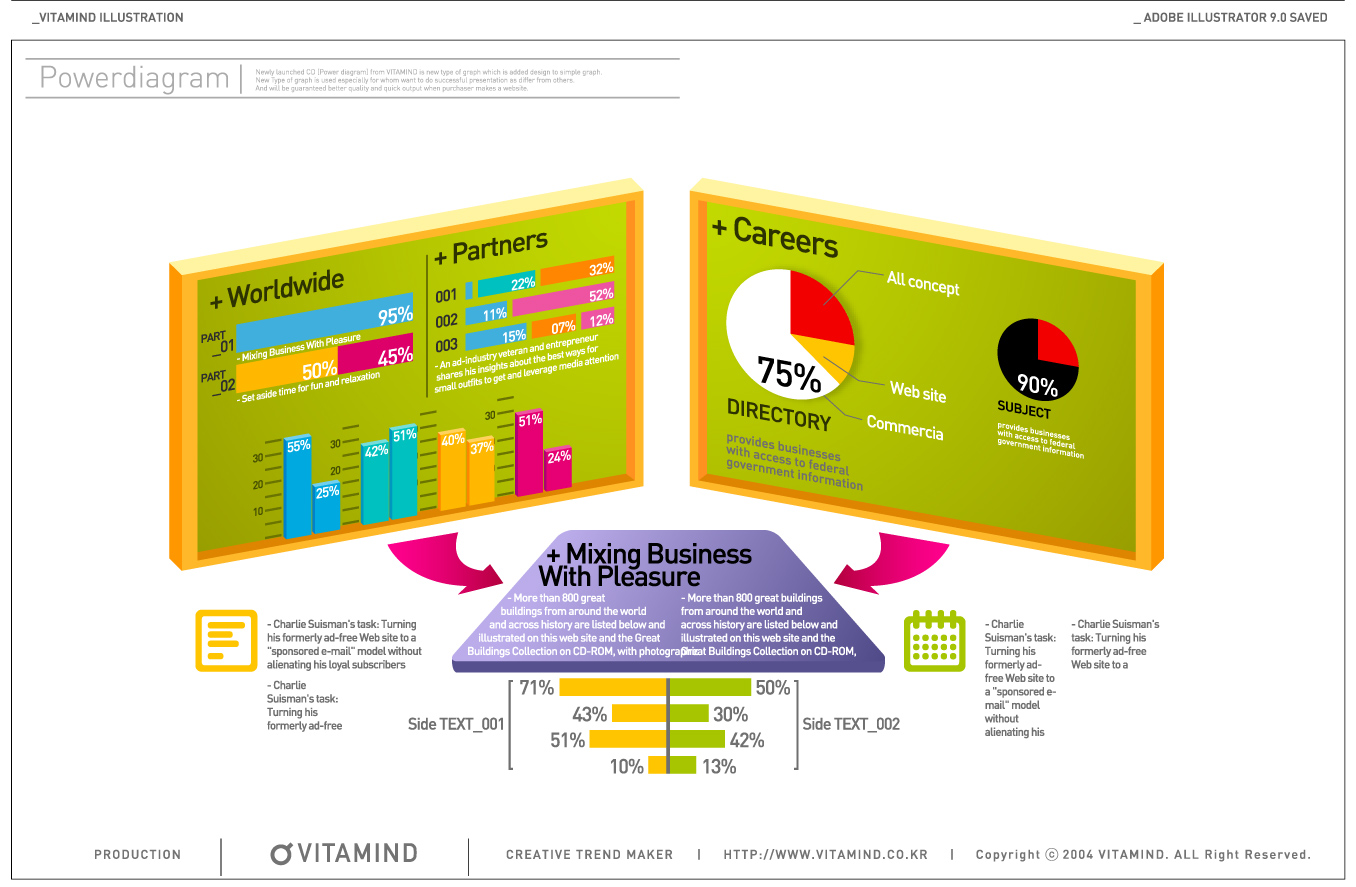 _VITAMIND ILLUSTRATION
_ ADOBE ILLUSTRATOR 9.0 SAVED
Powerdiagram
Newly launched CD (Power diagram) from VITAMIND is new type of graph which is added design to simple graph.
New Type of graph is used especially for whom want to do successful presentation as differ from others.
And will be guaranteed better quality and quick output when purchaser makes a website.
+ Worldwide
PART _01
95%
- Mixing Business With Pleasure
PART _02
50%
45%
- Set aside time for fun and relaxation
+ Partners
001
22%
32%
002
11%
52%
003
15%
07%
12%
- An ad-industry veteran and entrepreneur
shares his insights about the best ways for
small outfits to get and leverage media attention
30
20
10
55%
25%
30
20
42%
51%
40%
37%
30
51%
24%
+ Careers
All concept
Web site
Commercia
75%
DIRECTORY
provides businesses
with access to federal
government information
90%
SUBJECT
provides businesses
with access to federal
government information
+ Mixing Business
With Pleasure
- More than 800 great
buildings from around the world
and across history are listed below and
illustrated on this web site and the Great
Buildings Collection on CD-ROM, with photographic
- More than 800 great buildings
from around the world and
across history are listed below and
illustrated on this web site and the
Great Buildings Collection on CD-ROM,
- Charlie Suisman's task: Turning
his formerly ad-free Web site to a
"sponsored e-mail" model without
alienating his loyal subscribers
- Charlie
Suisman's task:
Turning his
formerly ad-free
- Charlie
Suisman's task:
Turning his
formerly ad-
free Web site to
a "sponsored e-
mail" model
without
alienating his
- Charlie Suisman's
task: Turning his
formerly ad-free
Web site to a
Side TEXT_001
71%
43%
51%
10%
50%
30%
42%
13%
Side TEXT_002
PRODUCTION
VITAMIND
CREATIVE TREND MAKER | HTTP://WWW.VITAMIND.CO.KR | Copyright ⓒ 2004 VITAMIND. ALL Right Reserved.